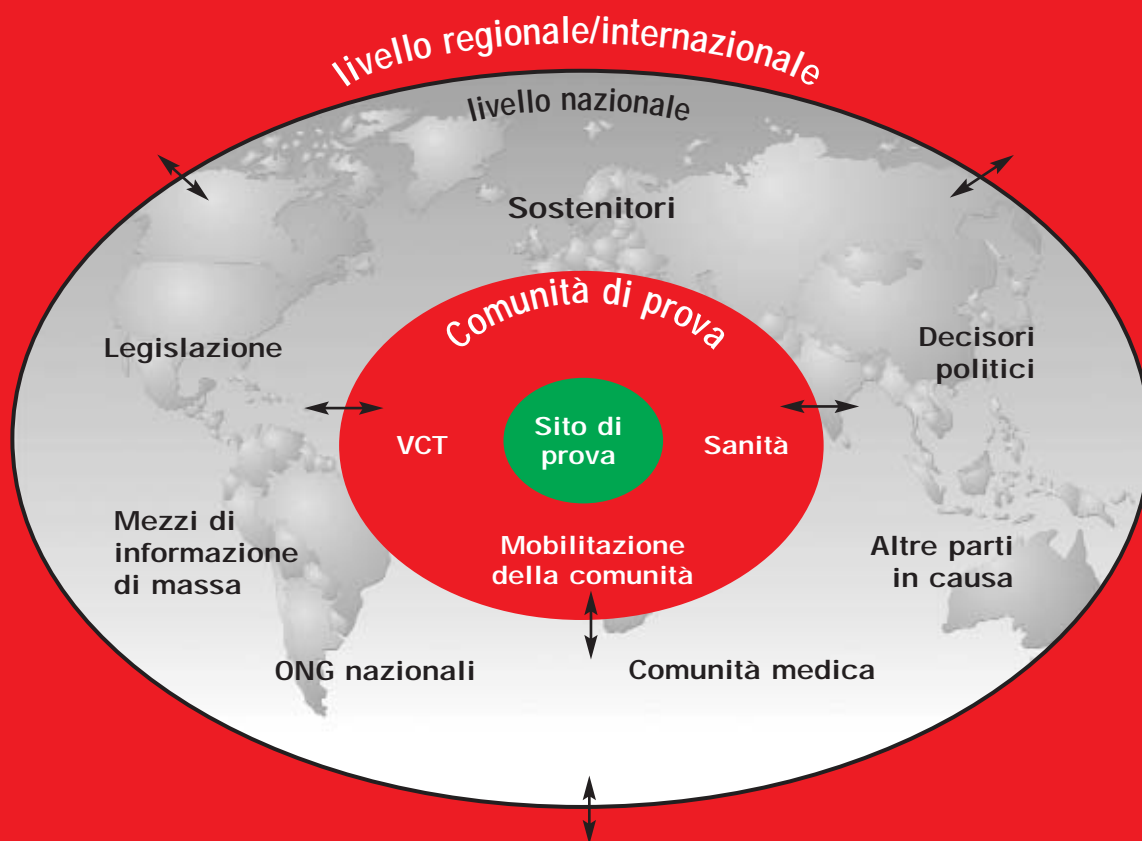 livello regionale/internazionale
livello nazionale
Sostenitori
Comunità di prova
Legislazione
Decisori
politici
VCT
Sito di
prova
Sanità
Mezzi di
informazione
di massa
Mobilitazione
della comunità
Altre parti
in causa
ONG nazionali
Comunità medica